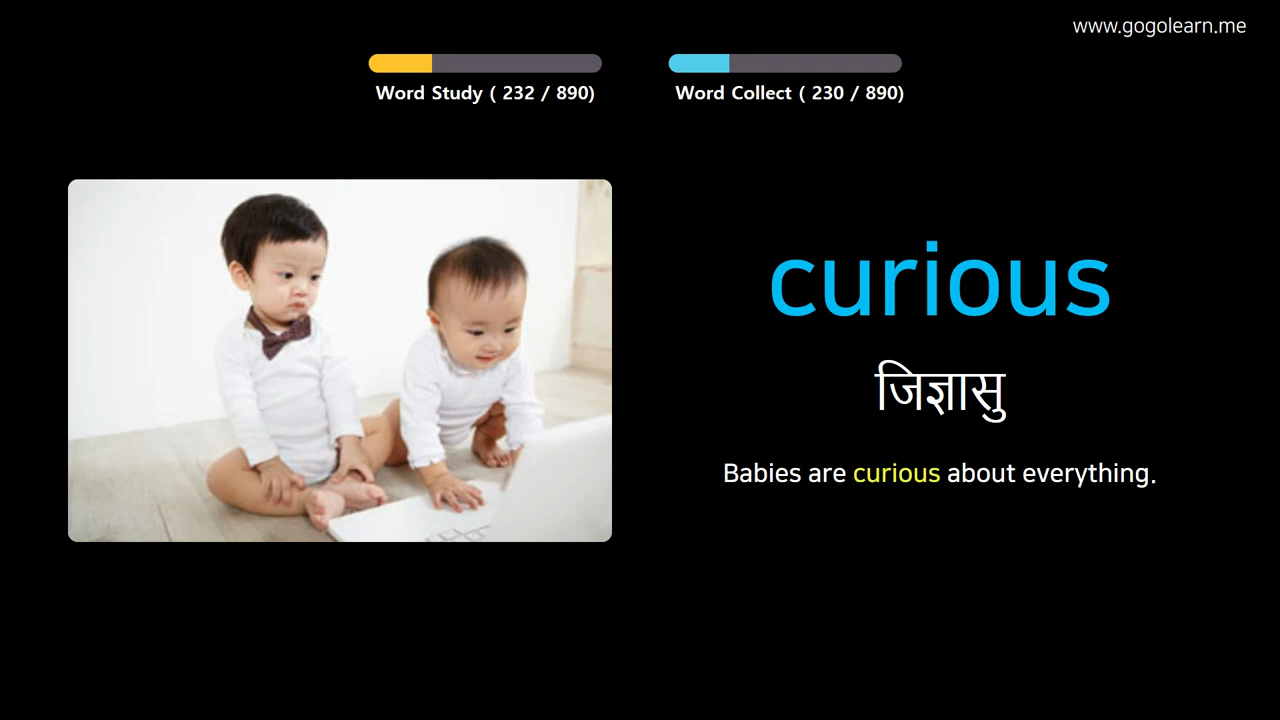 www.gogolearn.me
Word Study ( 232 / 890)
Word Collect ( 230 / 890)
curious
जिज्ञासु
Babies are curious about everything.